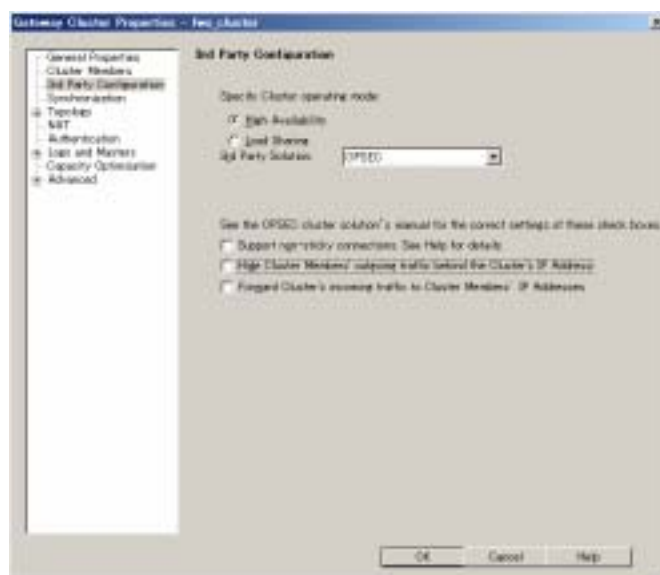 Gateway Cluster Properties - fwo_cluster
General Properties
Cluster Members
3rd Party Configuration
Synchronization
Topology
NAT
Authentication
Logs and Masters
Capacity Optimization
Advanced
3rd Party Configuration
Specify Cluster operating mode:
High Availability
Load Sharing
3rd Party Solution: OPSEC
See the OPSEC cluster solution's manual for the correct settings of these check boxes
Support non-sticky connections. See Help for details
Hide Cluster Members' outgoing traffic behind the Cluster's IP Address
Forward Cluster's incoming traffic to Cluster Members' IP Addresses
OK Cancel Help